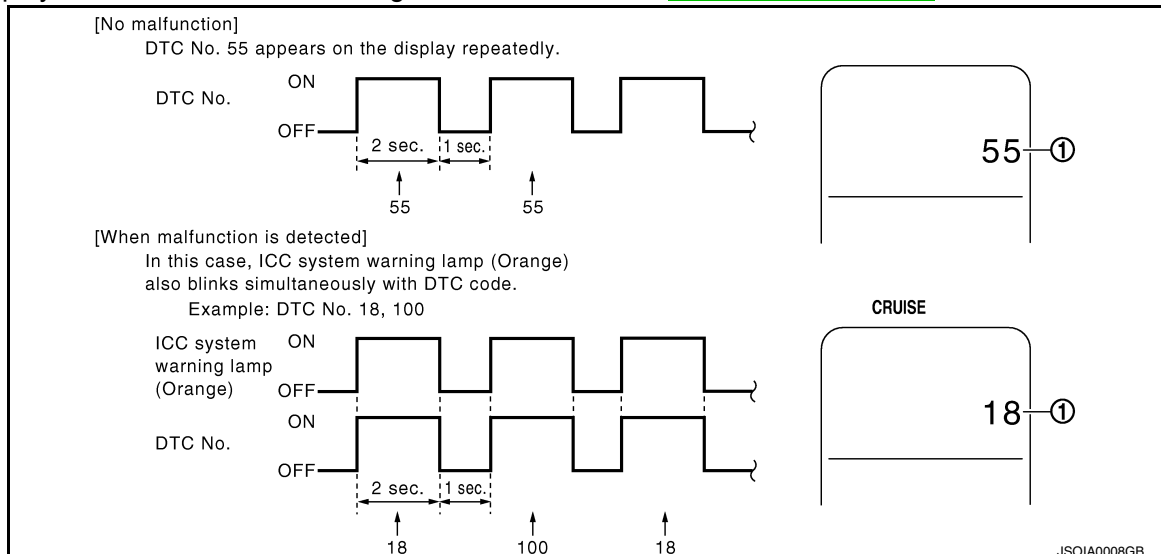 [No malfunction]
DTC No. 55 appears on the display repeatedly.
DTC No.
ON
OFF
2 sec.
1 sec.
55
55
55
①
[When malfunction is detected]
In this case, ICC system warning lamp (Orange)
also blinks simultaneously with DTC code.
Example: DTC No. 18, 100
ICC system
warning lamp
(Orange)
ON
OFF
DTC No.
ON
OFF
2 sec.
1 sec.
18
100
18
CRUISE
18
①
JSOIA0008GB